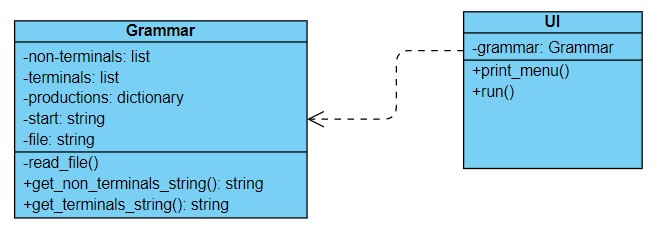 Grammar
-non-terminals: list
-terminals: list
-productions: dictionary
-start: string
-file: string
-read_file()
+get_non_terminals_string(): string
+get_terminals_string(): string
UI
-grammar: Grammar
+print_menu()
+run()